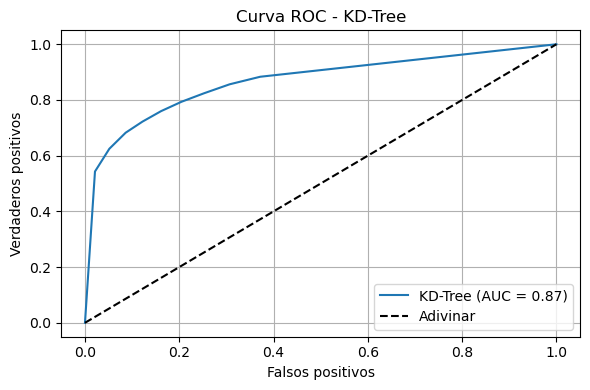 Curva ROC - KD-Tree
Verdaderos positivos
1.0
0.8
0.6
0.4
0.2
0.0
0.0 0.2 0.4 0.6 0.8 1.0
Falsos positivos
KD-Tree (AUC = 0.87)
Adivinar